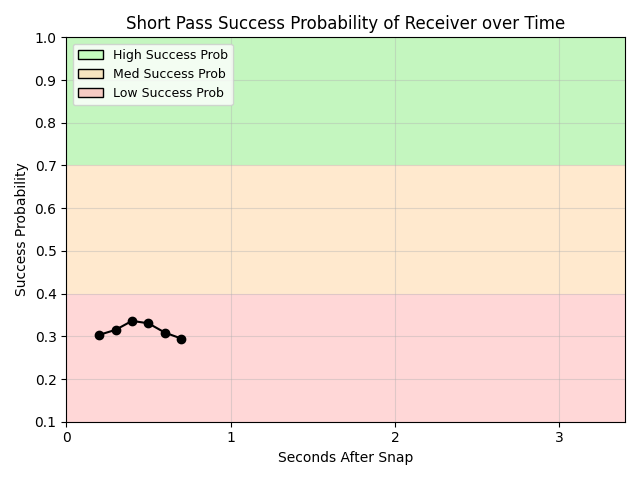 Short Pass Success Probability of Receiver over Time
High Success Prob
Med Success Prob
Low Success Prob
Success Probability
1.0
0.9
0.8
0.7
0.6
0.5
0.4
0.3
0.2
0.1
0 1 2 3
Seconds After Snap